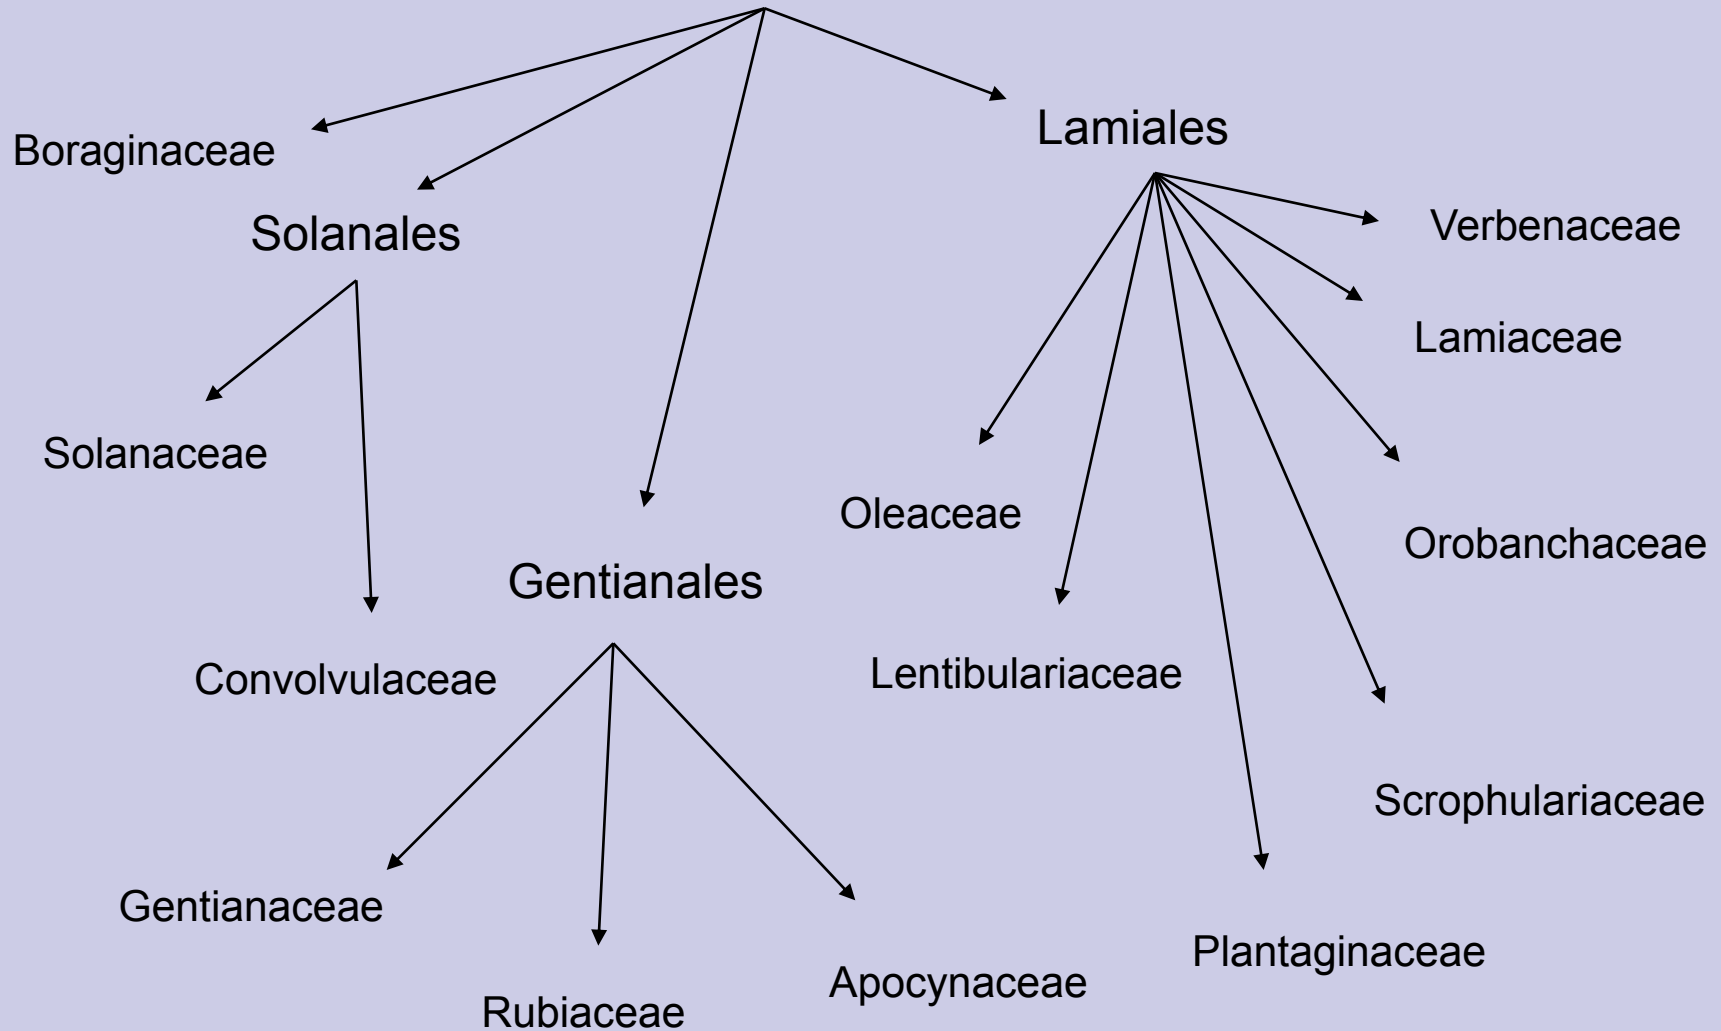 Lamiales
Boraginaceae
Verbenaceae
Solanales
Lamiaceae
Solanaceae
Oleaceae
Orobanchaceae
Gentianales
Lentibulariaceae
Convolvulaceae
Scrophulariaceae
Gentianaceae
Plantaginaceae
Apocynaceae
Rubiaceae